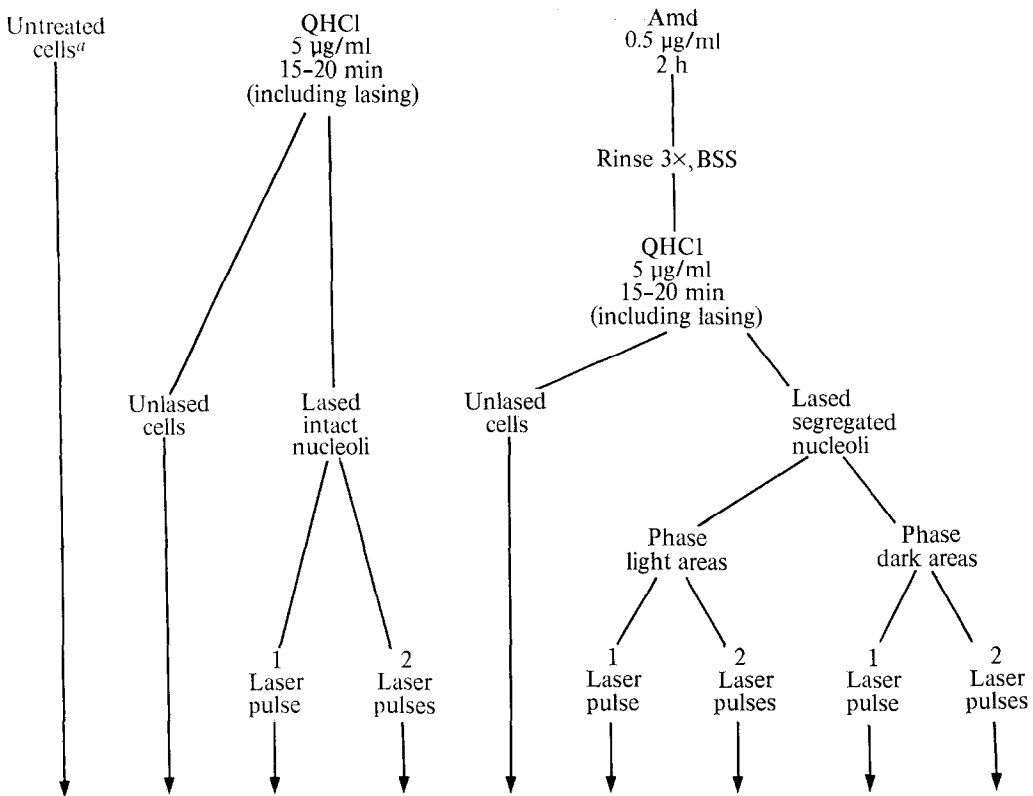 Untreated
cells^a
QHCl
5 µg/ml
15–20 min
(including lasing)
Amd
0.5 µg/ml
2 h
Rinse 3×, BSS
QHCl
5 µg/ml
15–20 min
(including lasing)
Unlased
cells
Lased
intact
nucleoli
Unlased
cells
Lased
segregated
nucleoli
Phase
light areas
Phase
dark areas
1
Laser
pulse
2
Laser
pulses
1
Laser
pulse
2
Laser
pulses
1
Laser
pulse
2
Laser
pulses